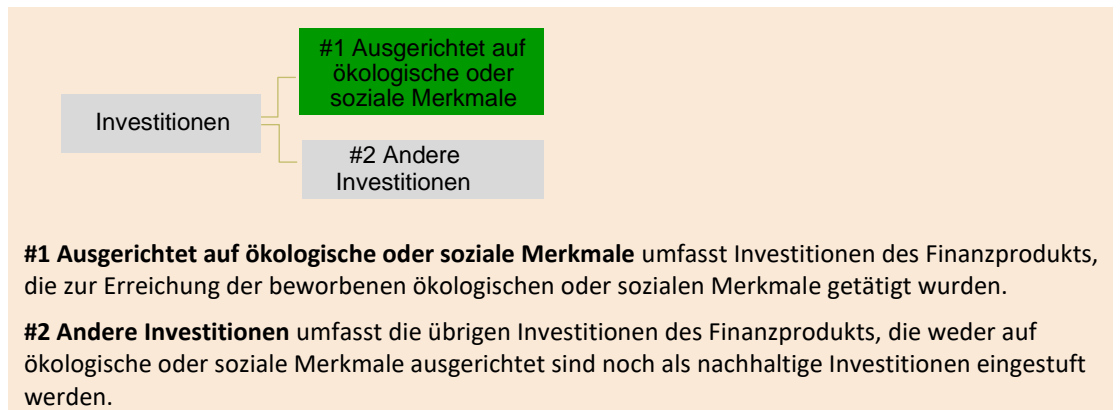 #1 Ausgerichtet auf
ökologische oder
soziale Merkmale
Investitionen
#2 Andere
Investitionen
#1 Ausgerichtet auf ökologische oder soziale Merkmale umfasst Investitionen des Finanzprodukts,
die zur Erreichung der beworbenen ökologischen oder sozialen Merkmale getätigt wurden.
#2 Andere Investitionen umfasst die übrigen Investitionen des Finanzprodukts, die weder auf
ökologische oder soziale Merkmale ausgerichtet sind noch als nachhaltige Investitionen eingestuft
werden.